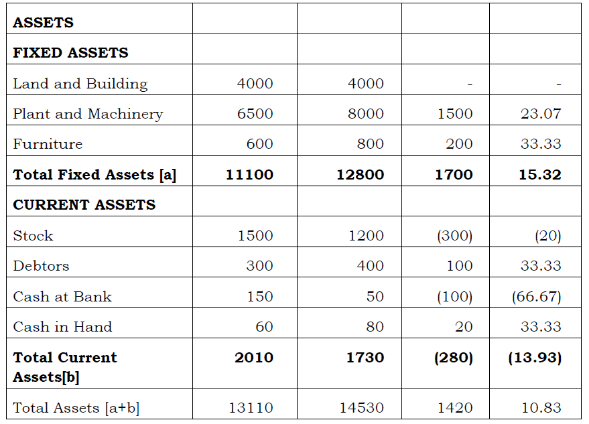 ASSETS
FIXED ASSETS
Land and Building 4000 4000 - -
Plant and Machinery 6500 8000 1500 23.07
Furniture 600 800 200 33.33
Total Fixed Assets [a] 11100 12800 1700 15.32
CURRENT ASSETS
Stock 1500 1200 (300) (20)
Debtors 300 400 100 33.33
Cash at Bank 150 50 (100) (66.67)
Cash in Hand 60 80 20 33.33
Total Current 2010 1730 (280) (13.93)
Assets[b]
Total Assets [a+b] 13110 14530 1420 10.83